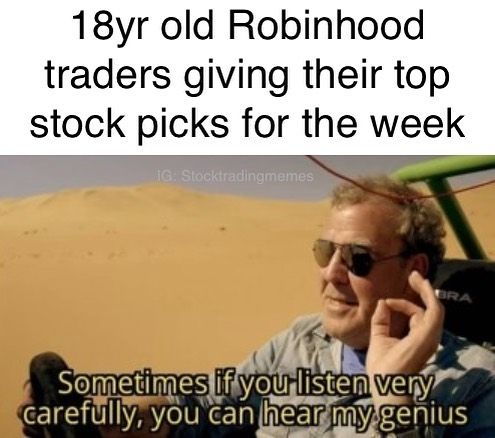 18yr old Robinhood
traders giving their top
stock picks for the week
IG: Stocktradingmemes
BRA
Sometimes if you listen very
carefully, you can hear my genius